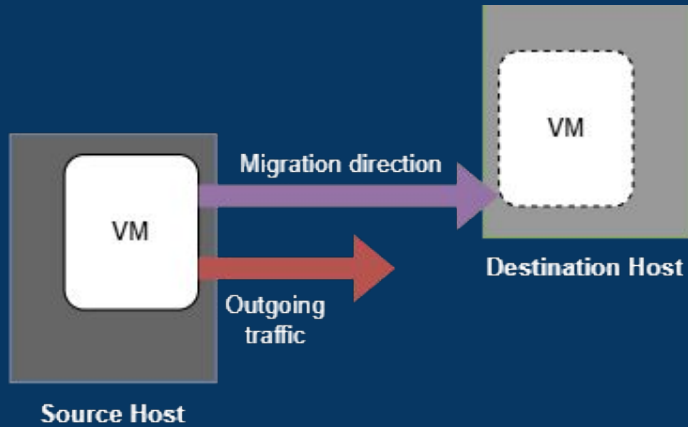 VM
Migration direction
VM
Destination Host
Outgoing
traffic
Source Host